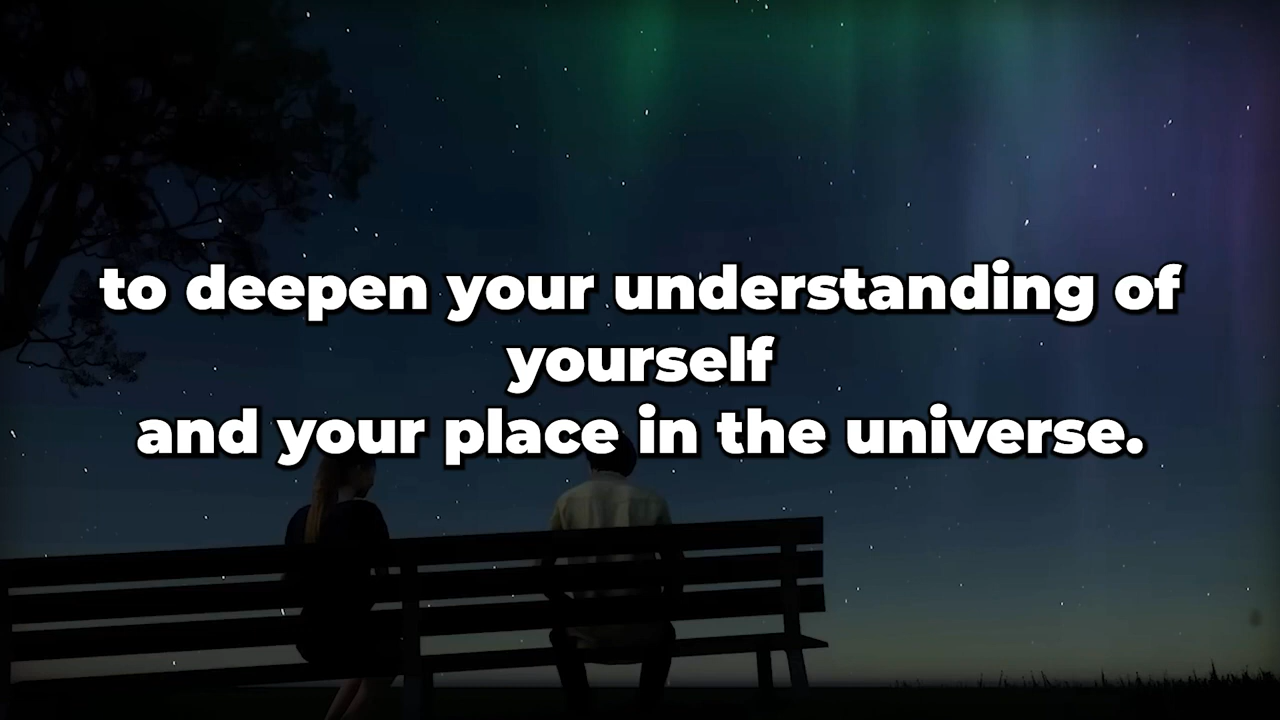 to deepen your understanding of
yourself
and your place in the universe.